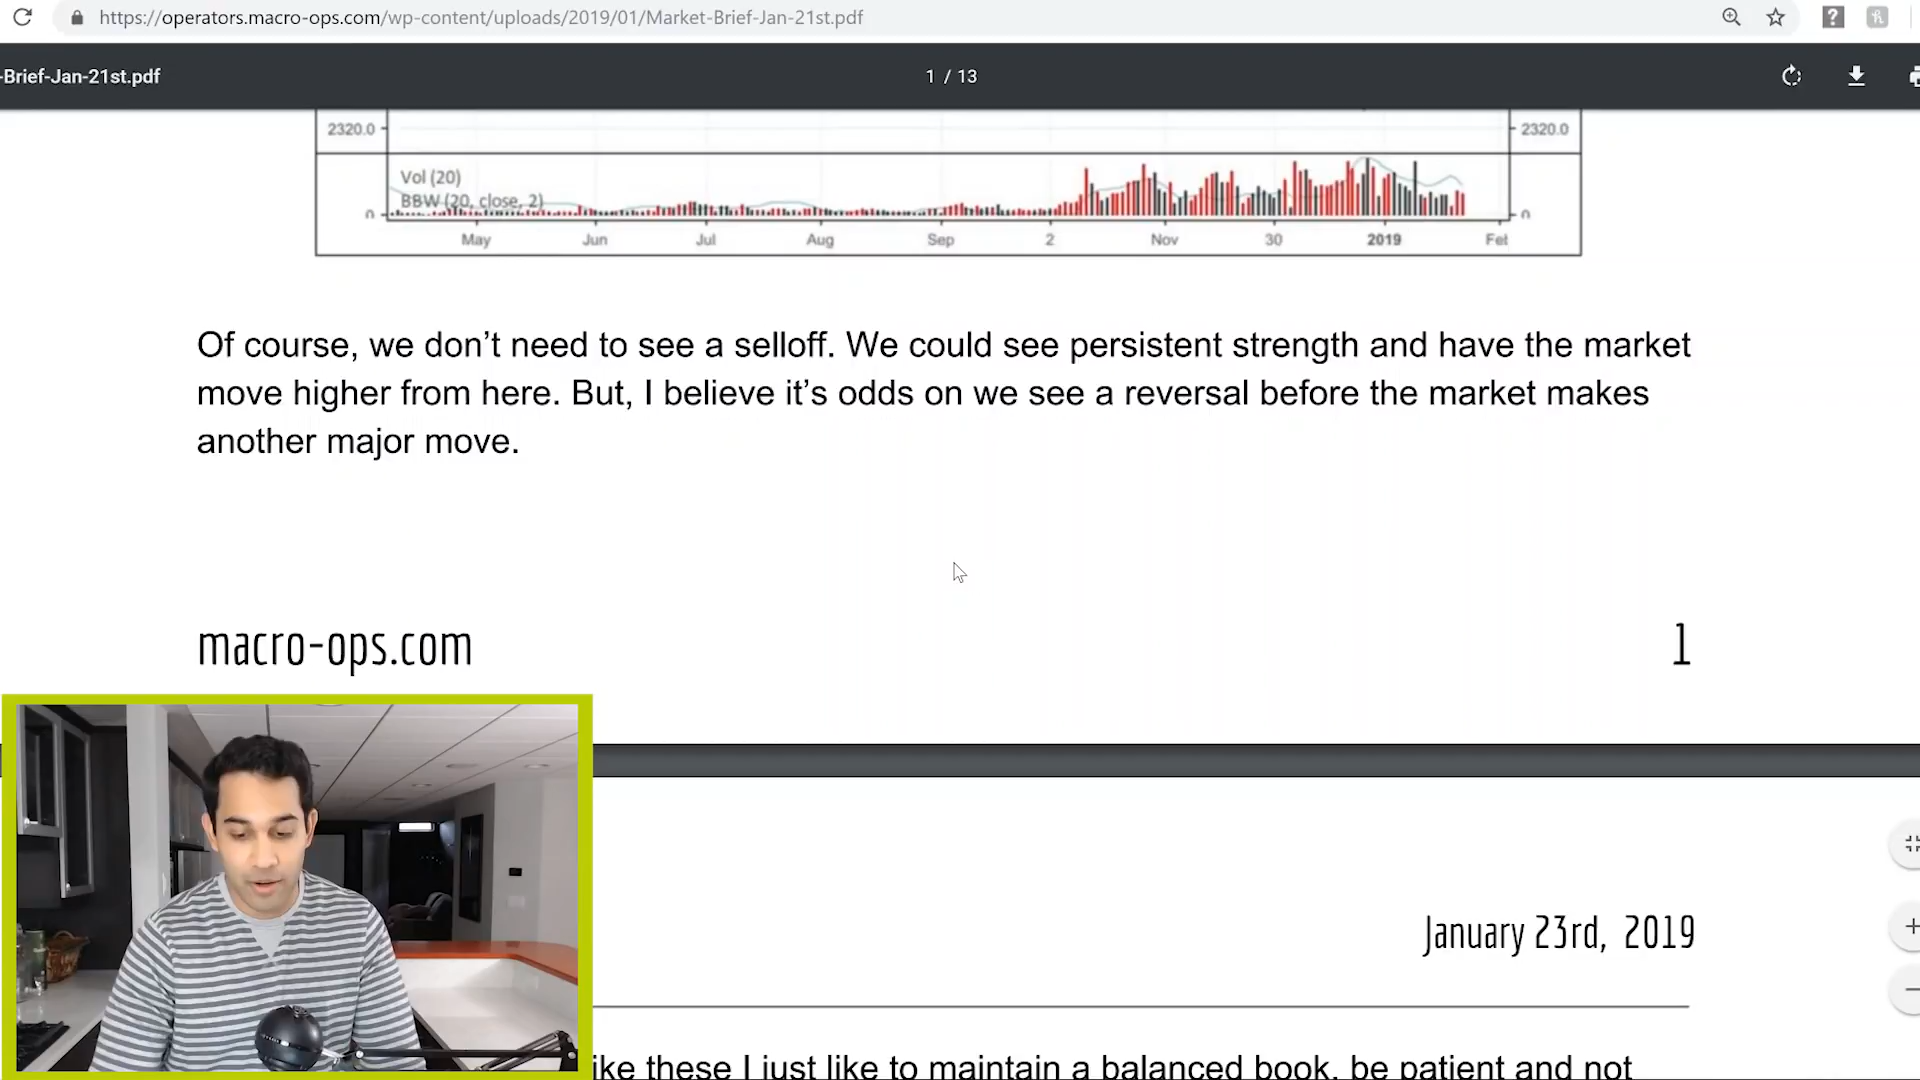 https://operators.macro-ops.com/wp-content/uploads/2019/01/Market-Brief-Jan-21st.pdf
-Brief-Jan-21st.pdf
1 / 13
2320.0
2320.0
Vol (20)
BBW (20, close, 2)
0
0
May Jun Jul Aug Sep 2 Nov 30 2019 Fel
Of course, we don’t need to see a selloff. We could see persistent strength and have the market
move higher from here. But, I believe it’s odds on we see a reversal before the market makes
another major move.
macro-ops.com
1
January 23rd, 2019
ike these I just like to maintain a balanced book, be patient and not